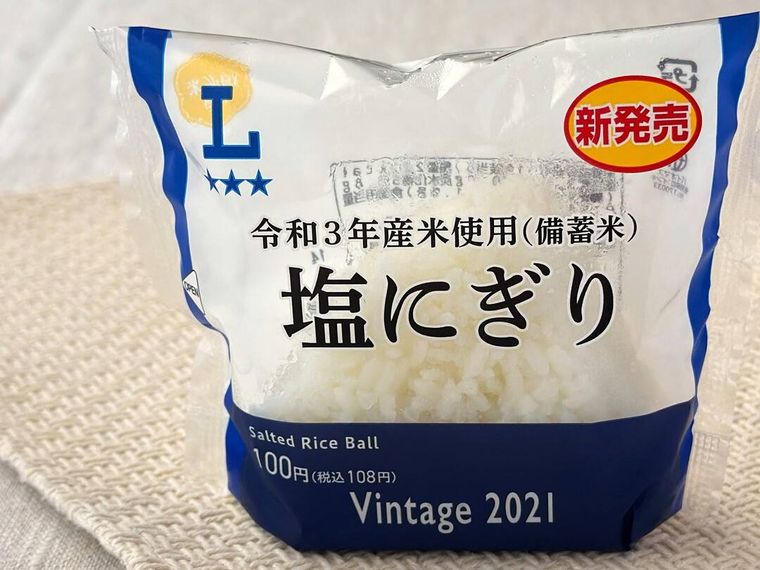 L
★★★
新発売
令和3年産米使用(備蓄米)
塩にぎり
OPEN
Salted Rice Ball
100円(税込108円)
Vintage 2021